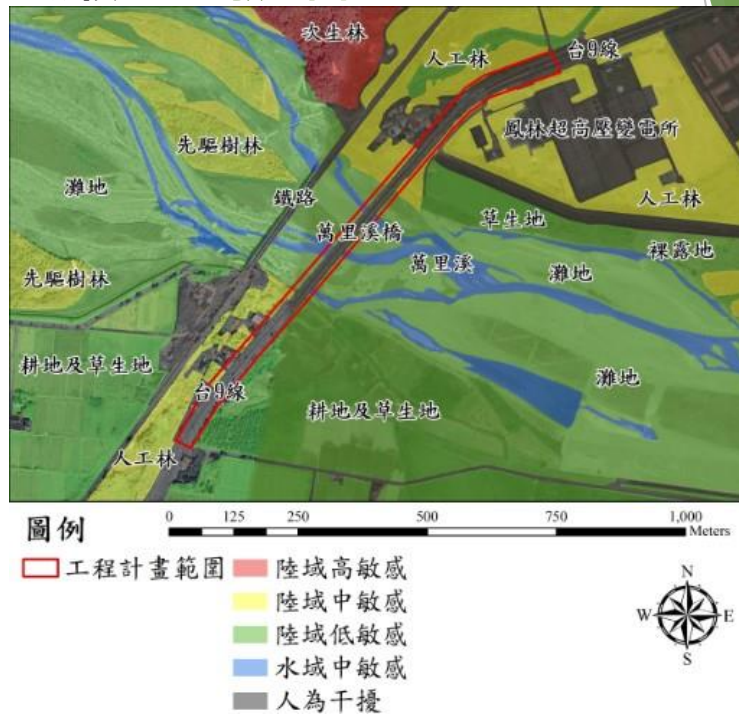 次生林
人工林
台9線
鳳林超高壓變電所
先驅樹林
灘地
鐵路
人工林
草生地
萬里溪橋
裸露地
萬里溪
灘地
先驅樹林
耕地及草生地
灘地
台9線
耕地及草生地
人工林
圖例
0 125 250 500 750 1,000
Meters
工程計畫範圍
陸域高敏感
陸域中敏感
陸域低敏感
水域中敏感
人為干擾
N
W E
S